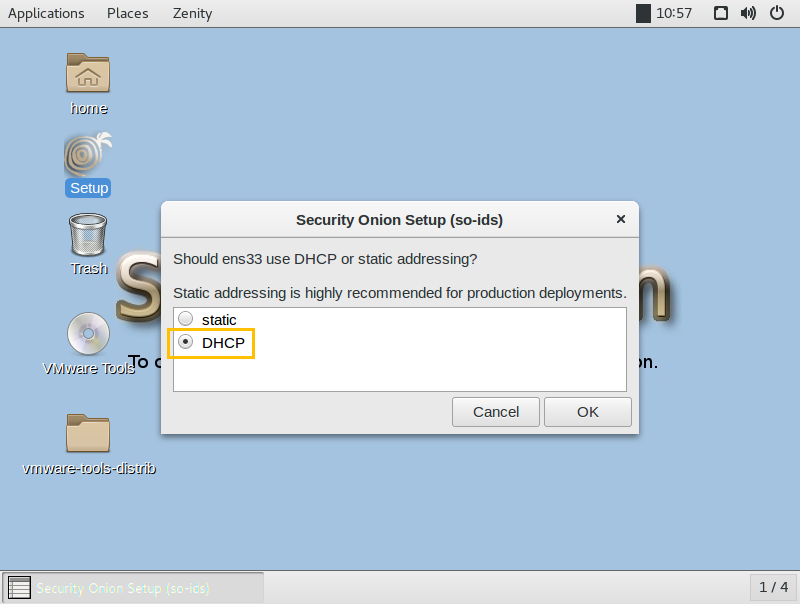 Applications Places Zenity 10:57
home
Setup
Trash
VMware Tools
vmware-tools-distrib
To
on.
Security Onion Setup (so-ids)
Should ens33 use DHCP or static addressing?
Static addressing is highly recommended for production deployments.
static
DHCP
Cancel OK
Security Onion Setup (so-ids) 1 / 4